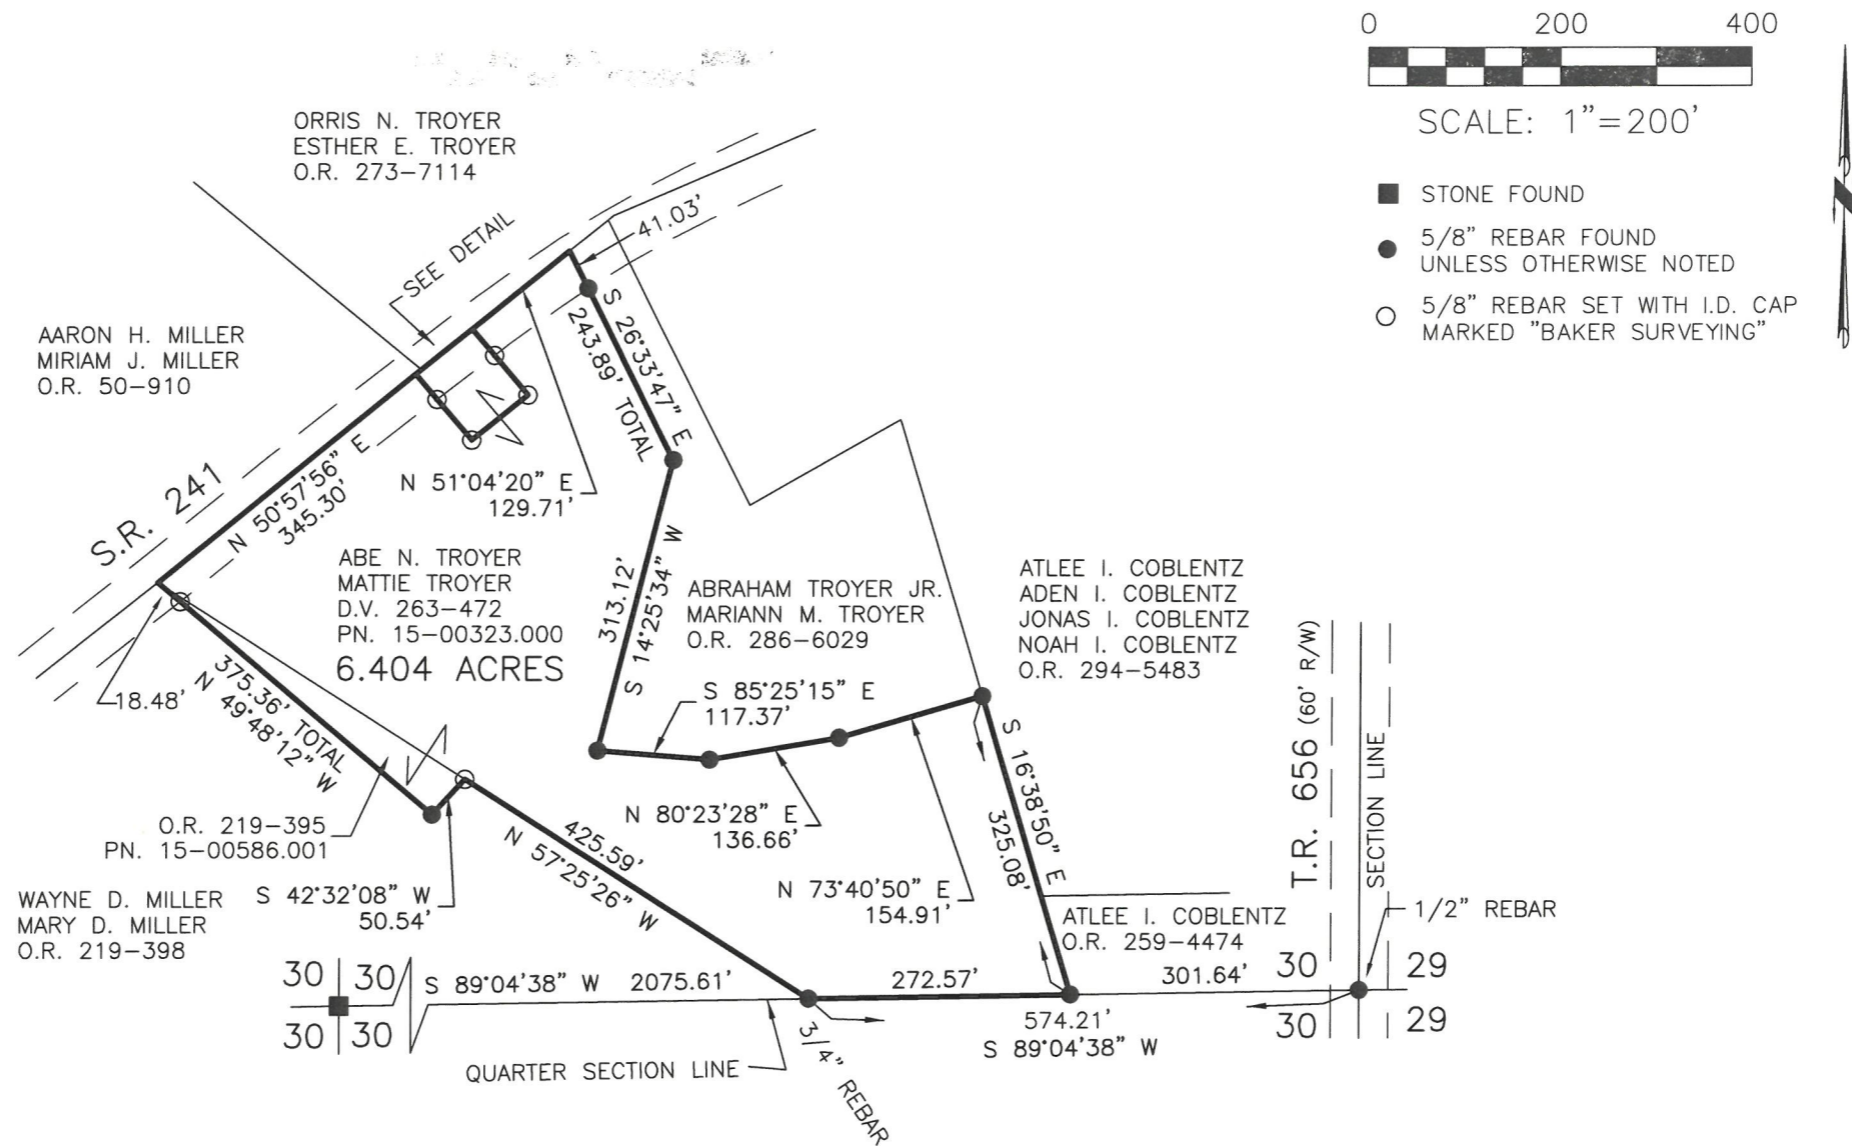 0 200 400
SCALE: 1"=200'
STONE FOUND
5/8" REBAR FOUND
UNLESS OTHERWISE NOTED
5/8" REBAR SET WITH I.D. CAP
MARKED "BAKER SURVEYING"
ORRIS N. TROYER
ESTHER E. TROYER
O.R. 273-7114
41.03'
SEE DETAIL
AARON H. MILLER
MIRIAM J. MILLER
O.R. 50-910
S 26°33'47" E
243.89' TOTAL
N 51°04'20" E
129.71'
S.R. 241
N 50°57'56" E
345.30'
ABE N. TROYER
MATTIE TROYER
D.V. 263-472
PN. 15-00323.000
6.404 ACRES
313.12'
S 14°25'34" W
ABRAHAM TROYER JR.
MARIANN M. TROYER
O.R. 286-6029
ATLEE I. COBLENTZ
ADEN I. COBLENTZ
JONAS I. COBLENTZ
NOAH I. COBLENTZ
O.R. 294-5483
18.48'
375.36' TOTAL
N 49°48'12" W
S 85°25'15" E
117.37'
N 80°23'28" E
136.66'
N 73°40'50" E
154.91'
S 16°38'50" E
325.08'
T.R. 656 (60' R/W)
SECTION LINE
1/2" REBAR
O.R. 219-395
PN. 15-00586.001
WAYNE D. MILLER
MARY D. MILLER
O.R. 219-398
S 42°32'08" W
50.54'
425.59'
N 57°25'26" W
ATLEE I. COBLENTZ
O.R. 259-4474
30 30
30 30
S 89°04'38" W 2075.61'
272.57'
301.64'
30 29
30 29
574.21'
S 89°04'38" W
3/4" REBAR
QUARTER SECTION LINE